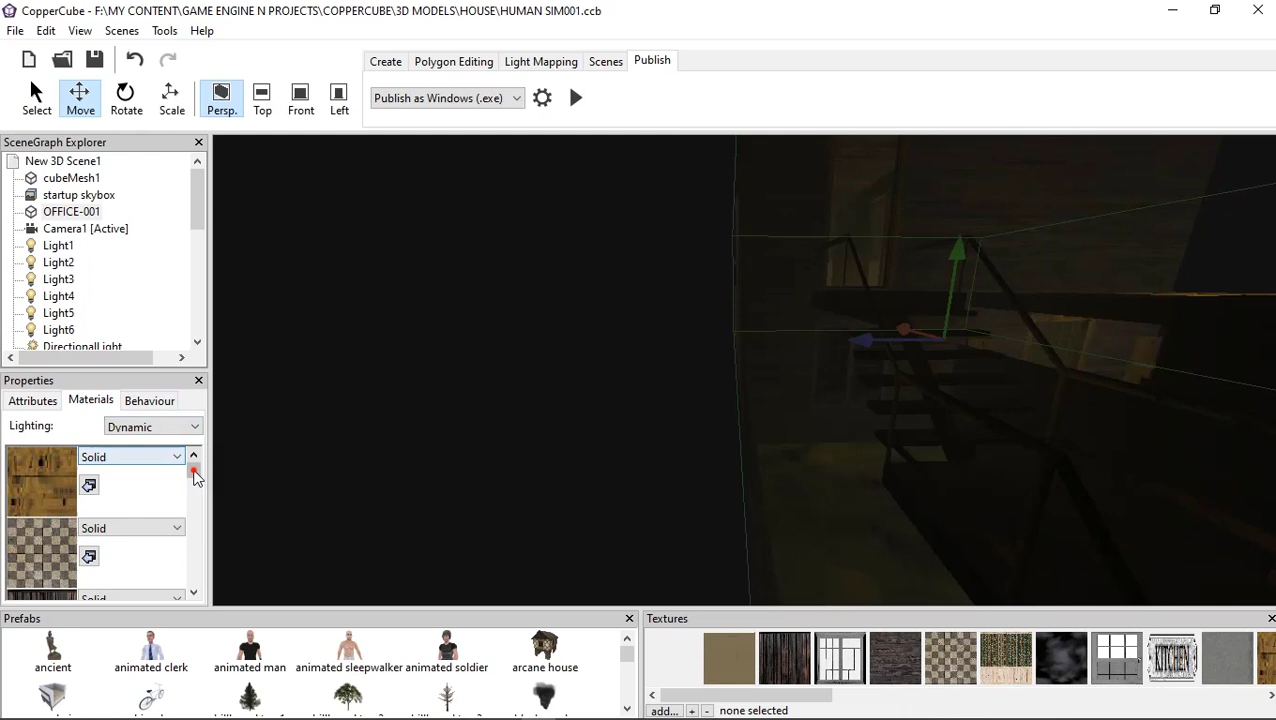 CopperCube - F:\MY CONTENT\GAME ENGINE N PROJECTS\COPPERCUBE\3D MODELS\HOUSE\HUMAN SIM001.ccb
File Edit View Scenes Tools Help
Create Polygon Editing Light Mapping Scenes Publish
Select Move Rotate Scale Persp. Top Front Left
Publish as Windows (.exe)
SceneGraph Explorer
New 3D Scene1
cubeMesh1
startup skybox
OFFICE-001
Camera1 [Active]
Light1
Light2
Light3
Light4
Light5
Light6
DirectionalLight
Properties
Attributes Materials Behaviour
Lighting: Dynamic
Solid
Solid
Solid
Prefabs
ancient animated clerk animated man animated sleepwalker animated soldier arcane house
Textures
KITCHEN
add... + - none selected